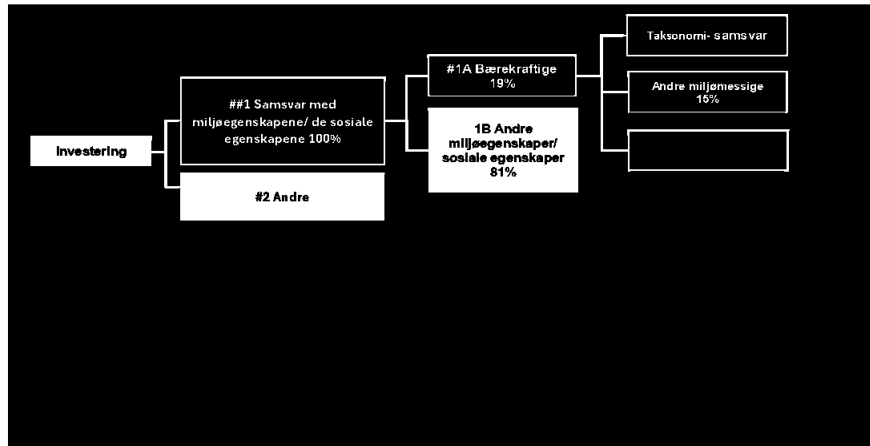 Investering
##1 Samsvar med
miljøegenskapene/ de sosiale
egenskapene 100%
#2 Andre
#1A Bærekraftige
19%
1B Andre
miljøegenskaper/
sosiale egenskaper
81%
Taksonomi- samsvar
Andre miljømessige
15%